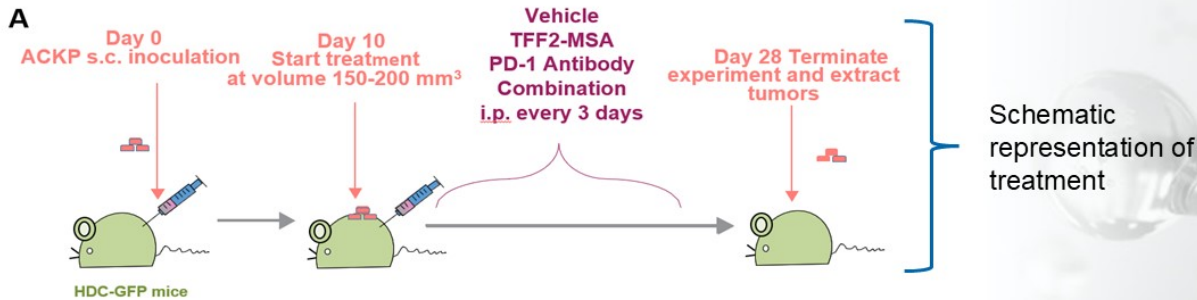 A
Day 0
ACKP s.c. inoculation
Day 10
Start treatment
at volume 150-200 mm³
Vehicle
TFF2-MSA
PD-1 Antibody
Combination
i.p. every 3 days
Day 28 Terminate
experiment and extract
tumors
Schematic
representation of
treatment
HDC-GFP mice